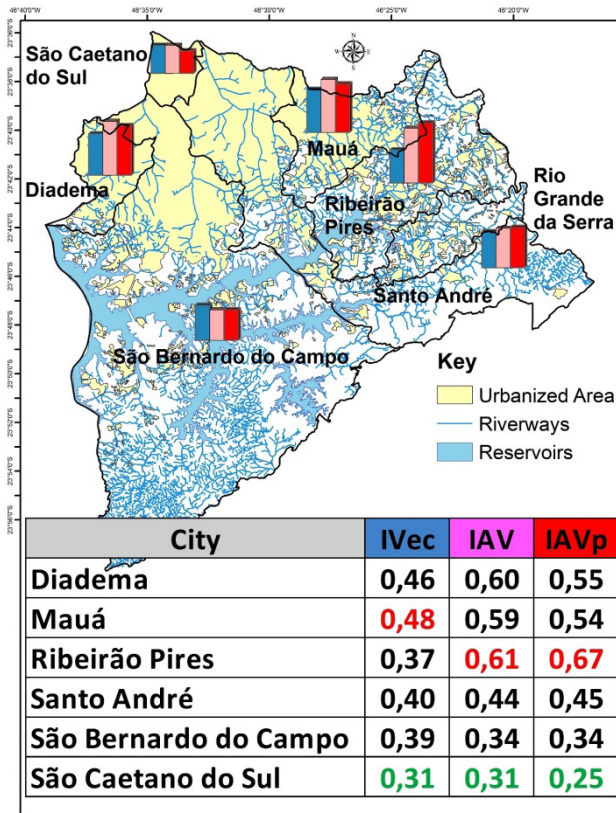 46°40'0"W 46°35'0"W 46°30'0"W 46°25'0"W 46°20'0"W
São Caetano
do Sul
Mauá
Diadema
Rio
Grande
da Serra
Ribeirão
Pires
Santo André
São Bernardo do Campo
Key
Urbanized Area
Riverways
Reservoirs
City IVec IAV IAVp
Diadema 0,46 0,60 0,55
Mauá 0,48 0,59 0,54
Ribeirão Pires 0,37 0,61 0,67
Santo André 0,40 0,44 0,45
São Bernardo do Campo 0,39 0,34 0,34
São Caetano do Sul 0,31 0,31 0,25